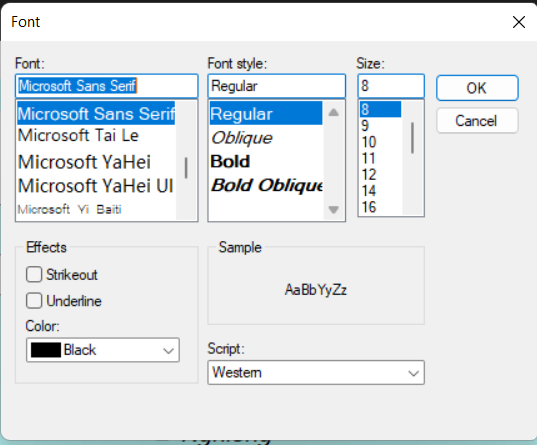 Font
Font:
Microsoft Sans Serif
Microsoft Sans Serif
Microsoft Tai Le
Microsoft YaHei
Microsoft YaHei UI
Microsoft Yi Baiti
Font style:
Regular
Regular
Oblique
Bold
Bold Oblique
Size:
8
8
9
10
11
12
14
16
OK
Cancel
Effects
Strikeout
Underline
Color:
Black
Sample
AaBbYyZz
Script:
Western